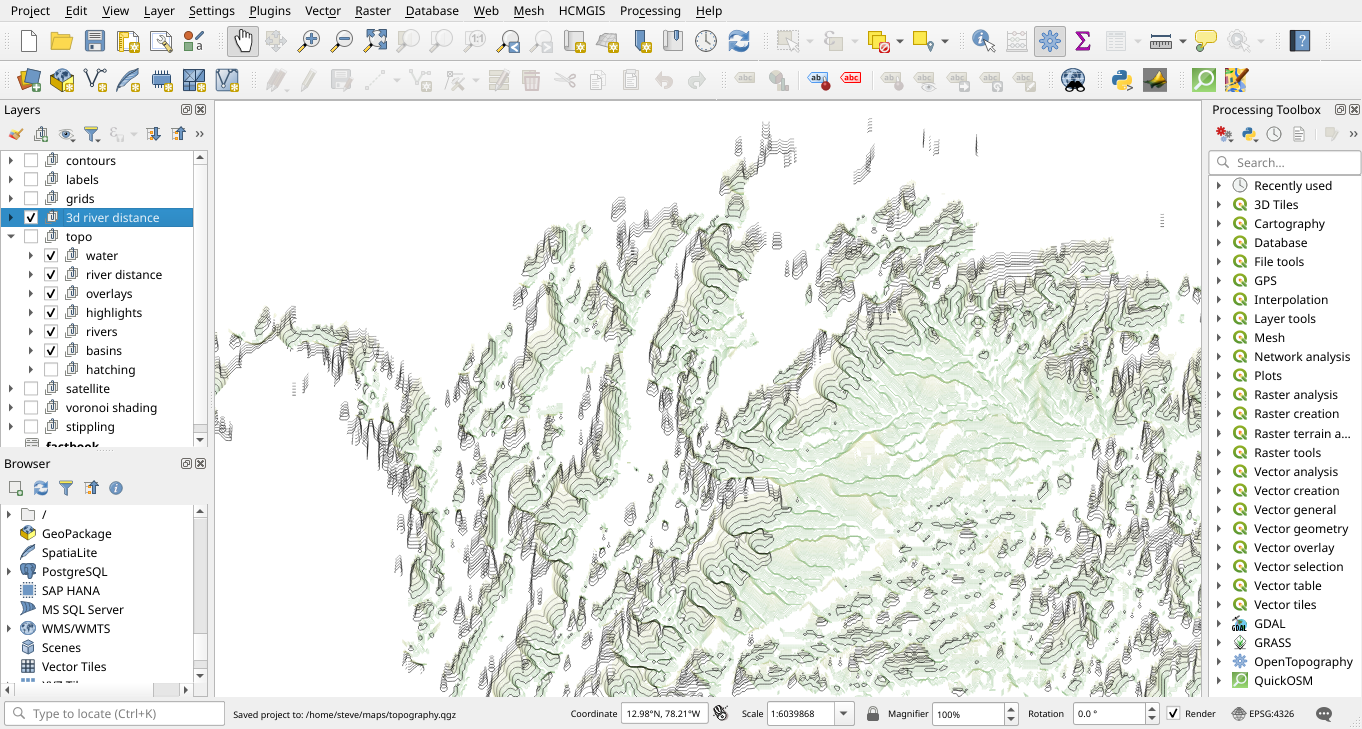 Project Edit View Layer Settings Plugins Vector Raster Database Web Mesh HCMGIS Processing Help
Layers
contours
labels
grids
3d river distance
topo
water
river distance
overlays
highlights
rivers
basins
hatching
satellite
voronoi shading
stippling
Browser
/
GeoPackage
SpatiaLite
PostgreSQL
SAP HANA
MS SQL Server
WMS/WMTS
Scenes
Vector Tiles
Processing Toolbox
Search...
Recently used
3D Tiles
Cartography
Database
File tools
GPS
Interpolation
Layer tools
Mesh
Network analysis
Plots
Raster analysis
Raster creation
Raster terrain a...
Raster tools
Vector analysis
Vector creation
Vector general
Vector geometry
Vector overlay
Vector selection
Vector table
Vector tiles
GDAL
GRASS
OpenTopography
QuickOSM
Type to locate (Ctrl+K) Saved project to: /home/steve/maps/topography.qgz Coordinate 12.98°N, 78.21°W Scale 1:6039868 Magnifier 100% Rotation 0.0 ° Render EPSG:4326